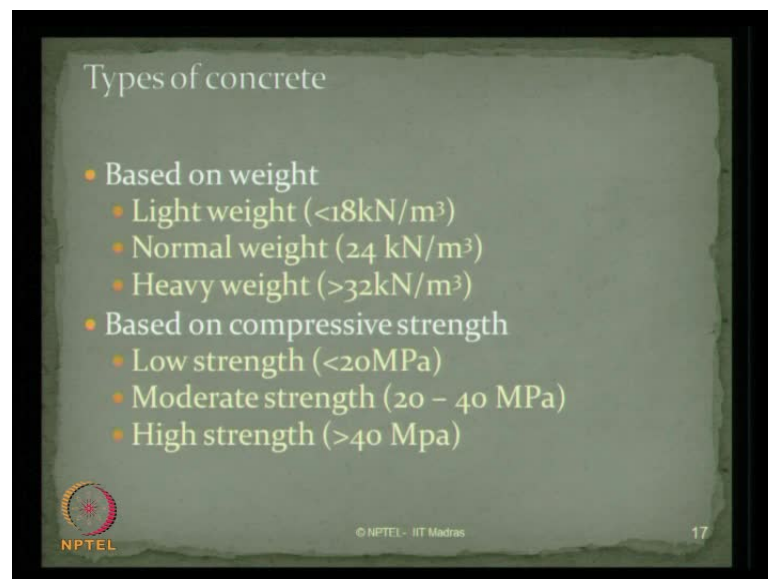 Types of concrete
• Based on weight
• Light weight (<18kN/m³)
• Normal weight (24 kN/m³)
• Heavy weight (>32kN/m³)
• Based on compressive strength
• Low strength (<20MPa)
• Moderate strength (20 – 40 MPa)
• High strength (>40 Mpa)
NPTEL
© NPTEL- IIT Madras
17